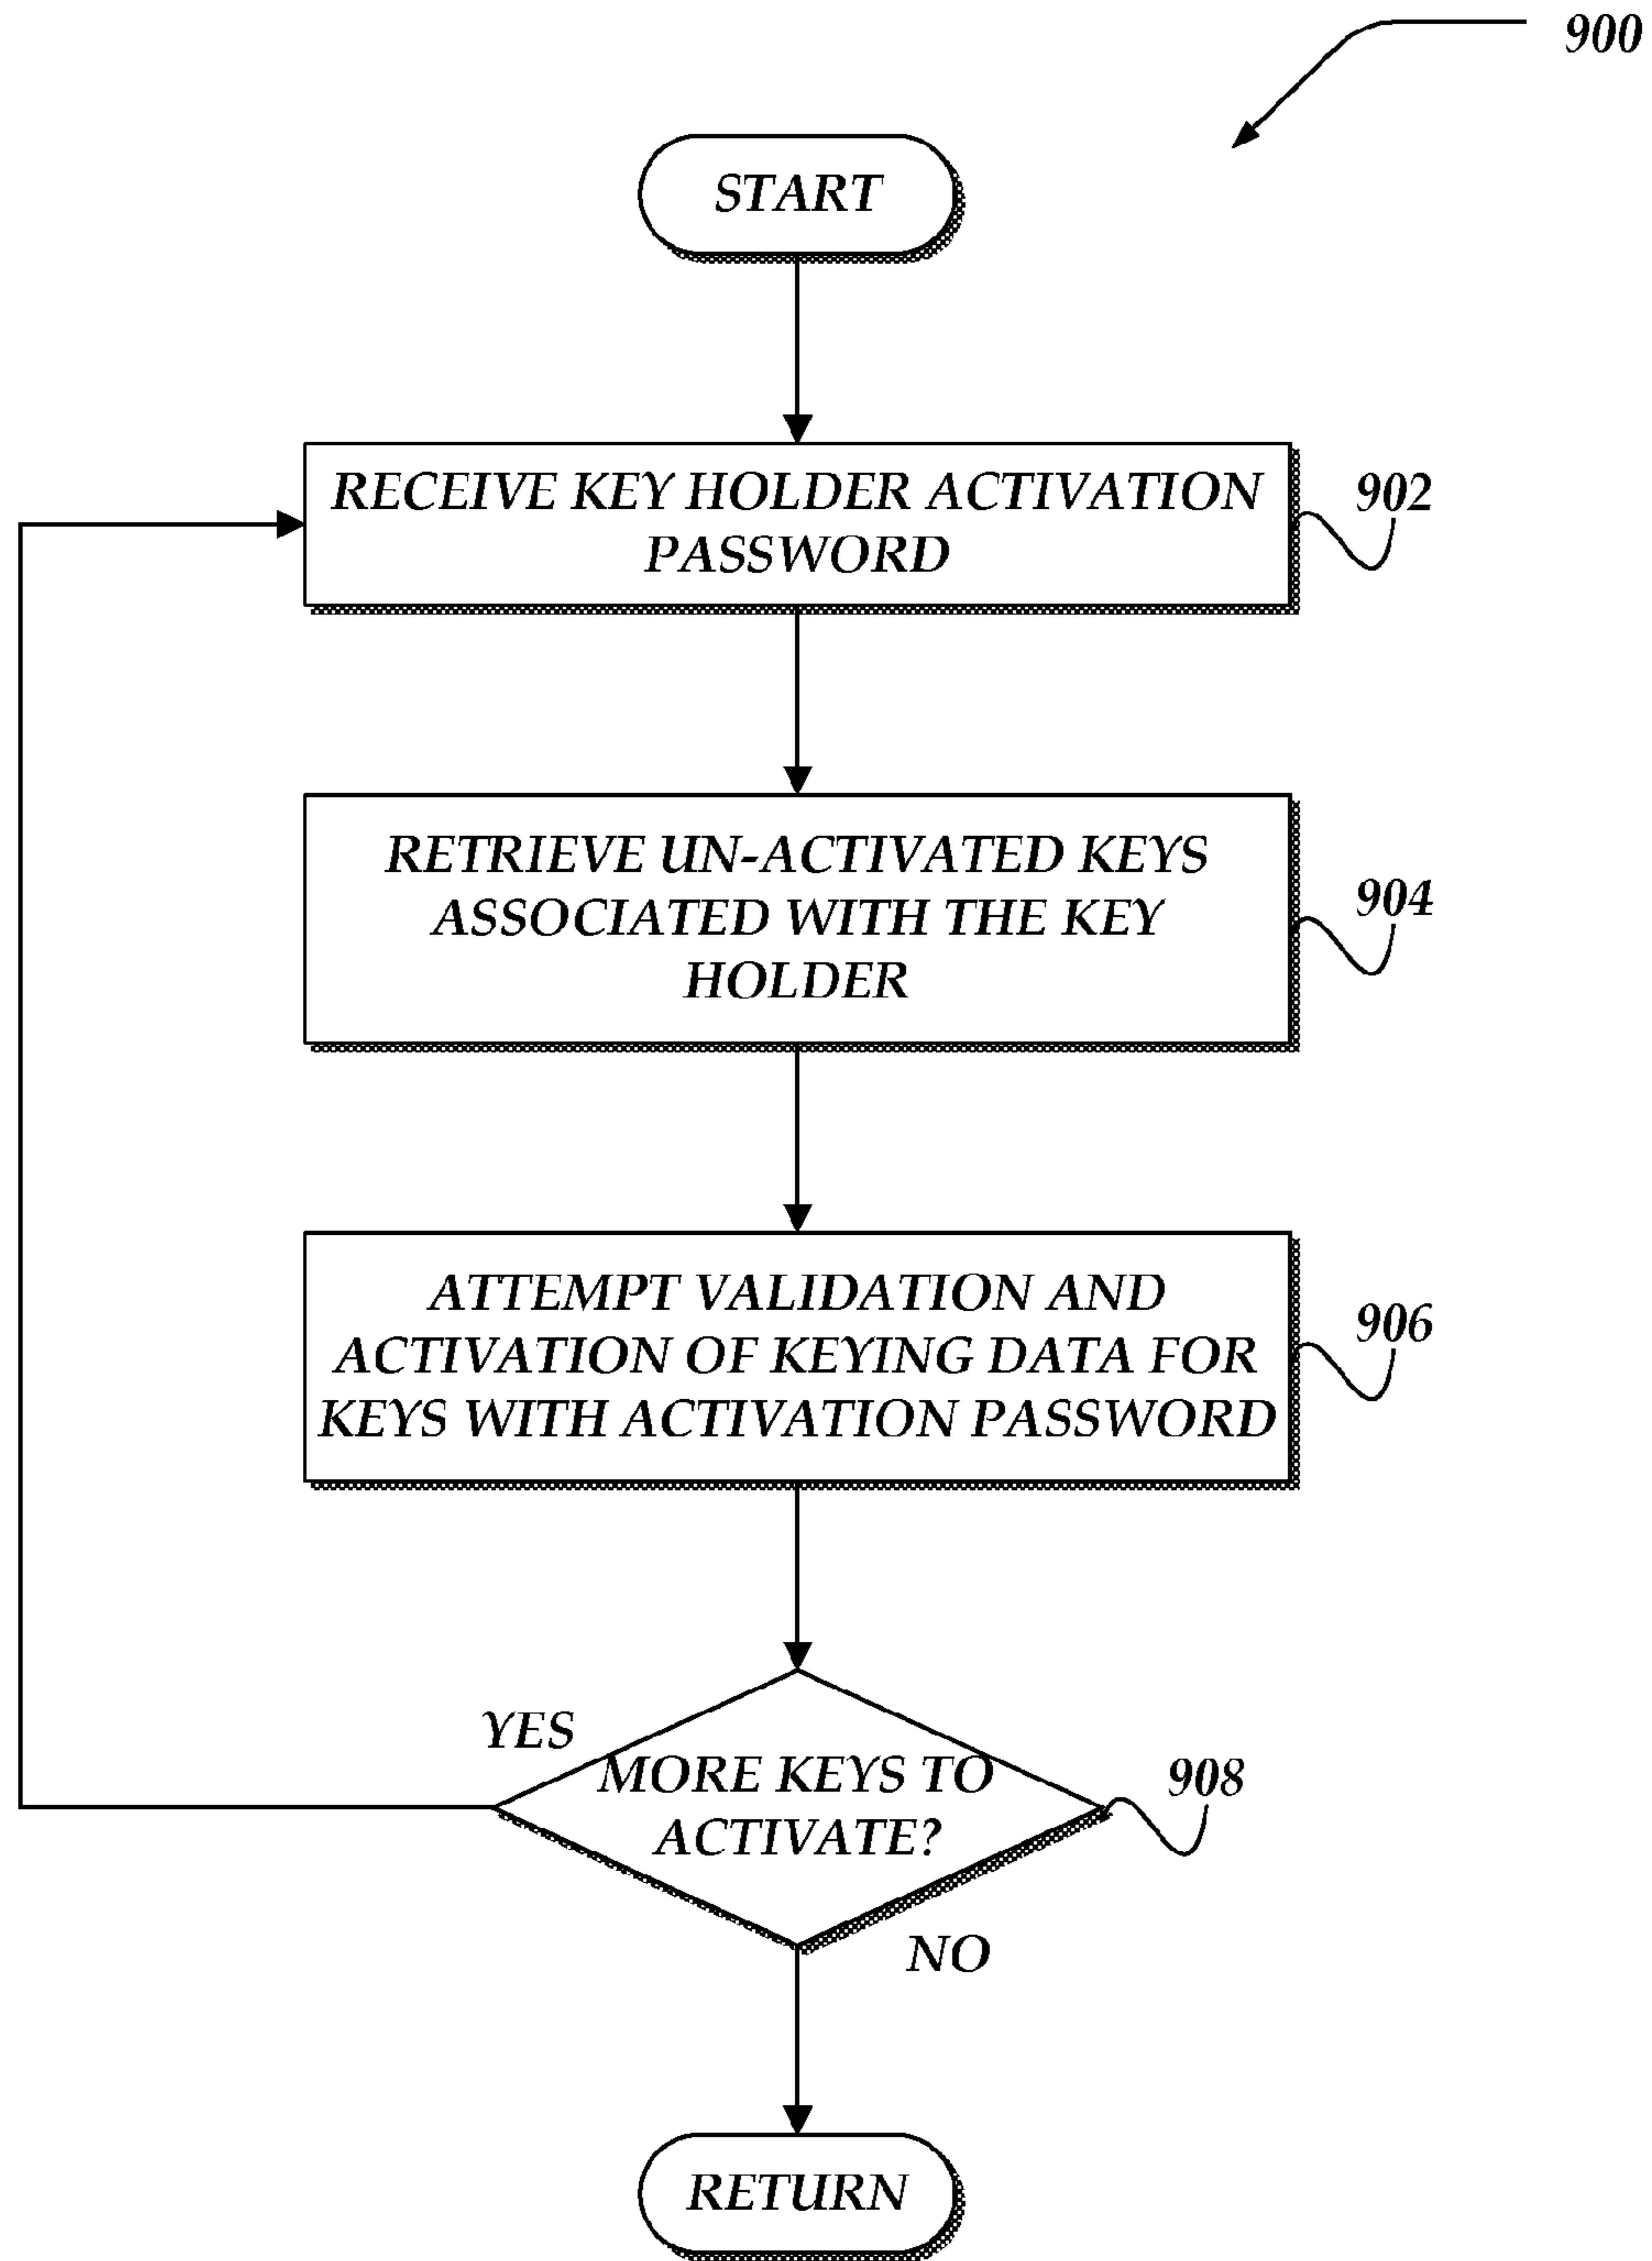 900
START
RECEIVE KEY HOLDER ACTIVATION
PASSWORD
902
RETRIEVE UN-ACTIVATED KEYS
ASSOCIATED WITH THE KEY
HOLDER
904
ATTEMPT VALIDATION AND
ACTIVATION OF KEYING DATA FOR
KEYS WITH ACTIVATION PASSWORD
906
YES
MORE KEYS TO
ACTIVATE?
908
NO
RETURN